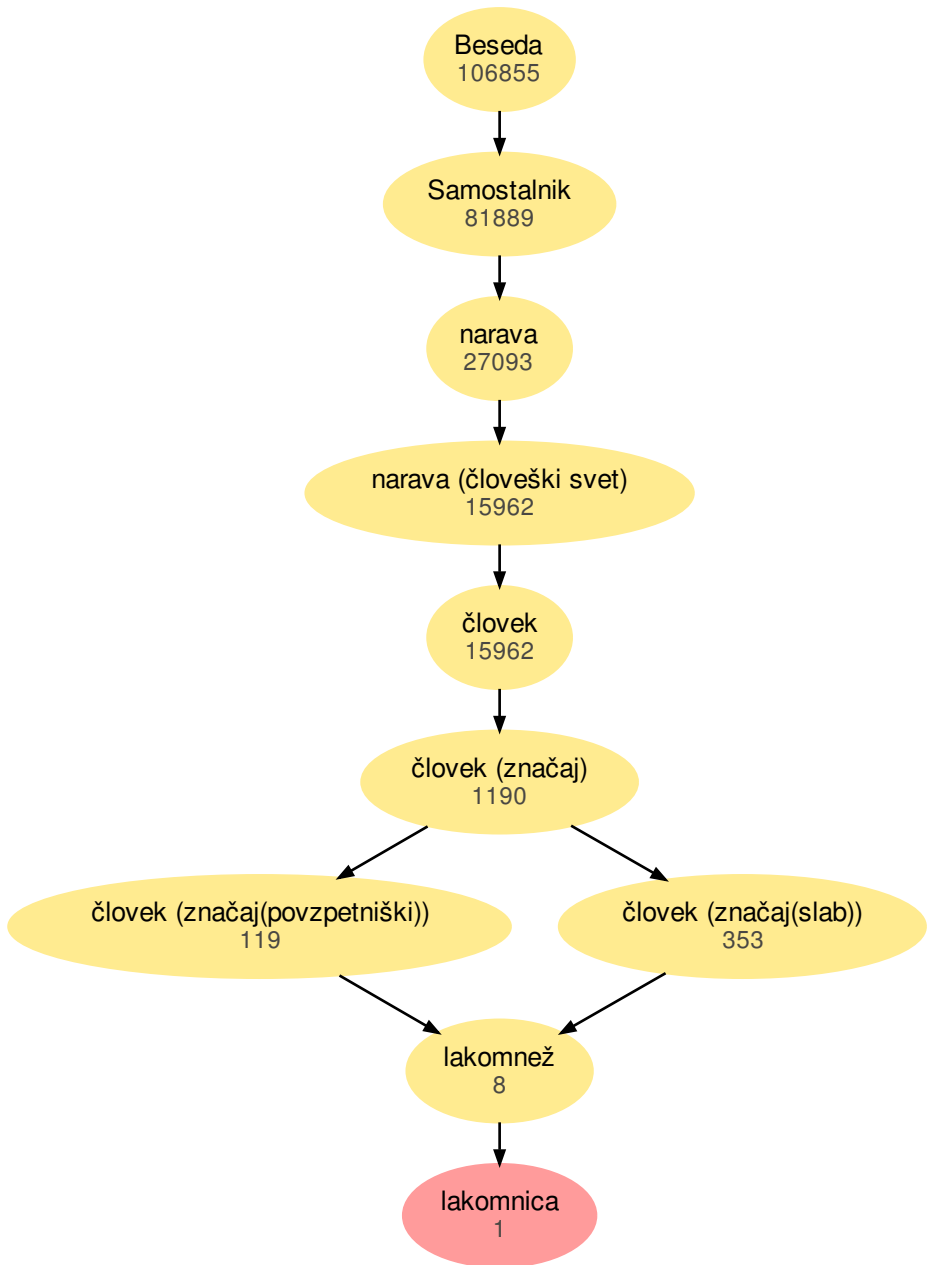 Beseda
106855
Samostalnik
81889
narava
27093
narava (človeški svet)
15962
človek
15962
človek (značaj)
1190
človek (značaj(povzpetniški))
119
človek (značaj(slab))
353
lakomnež
8
lakomnica
1